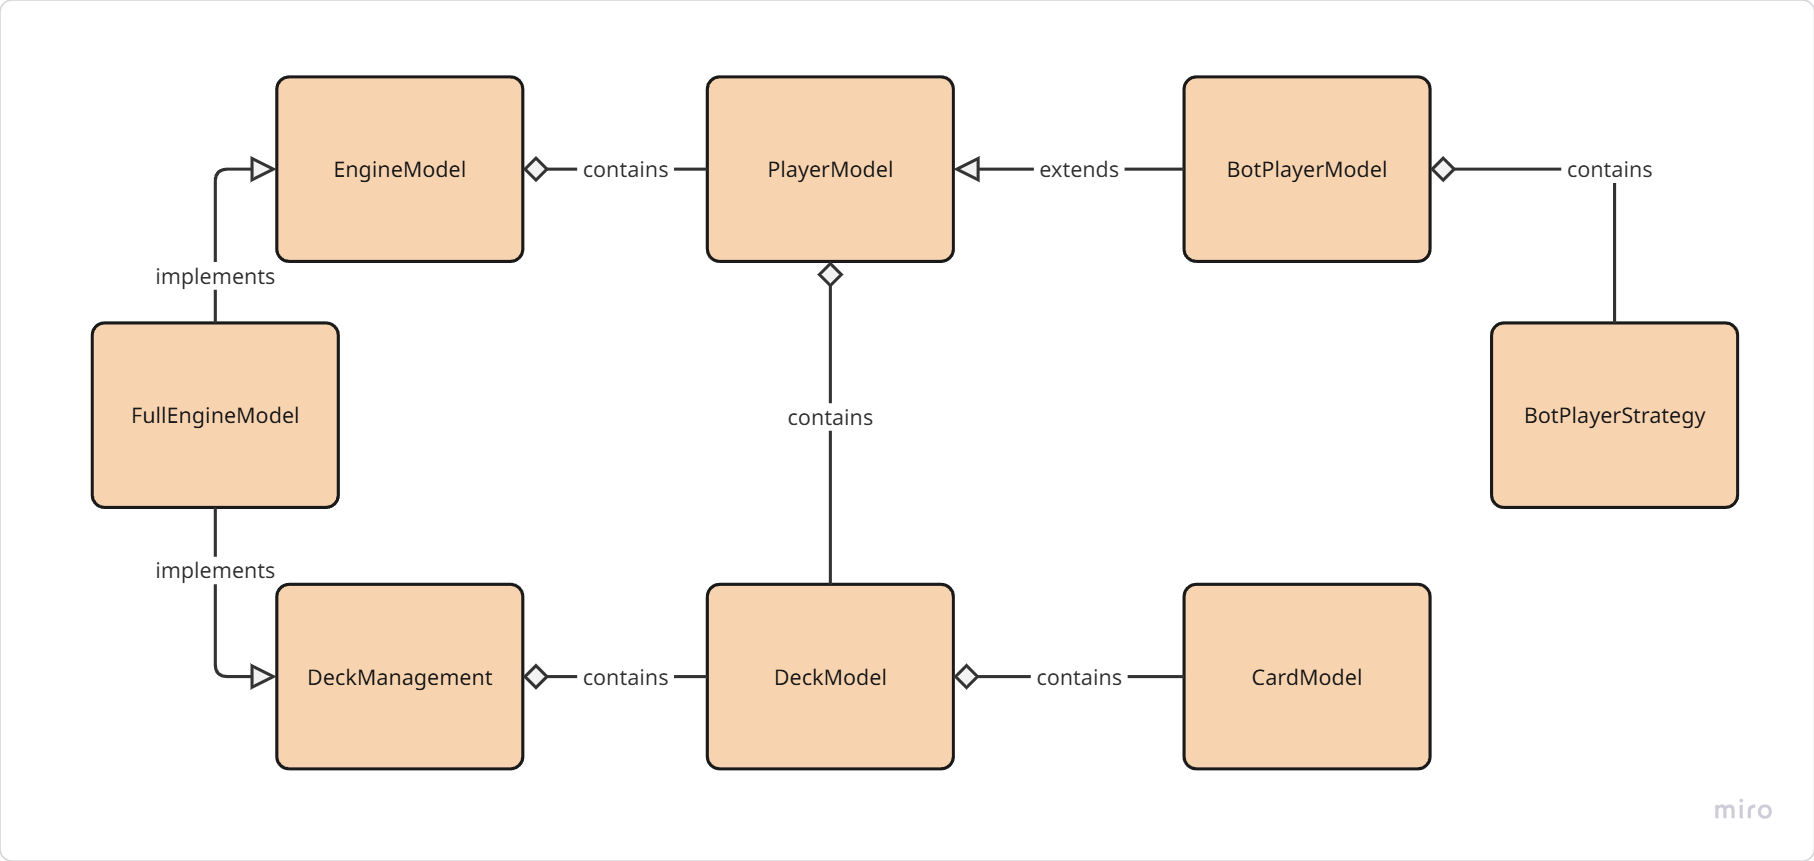 EngineModel
contains
PlayerModel
extends
BotPlayerModel
contains
implements
FullEngineModel
contains
BotPlayerStrategy
implements
DeckManagement
contains
DeckModel
contains
CardModel
miro